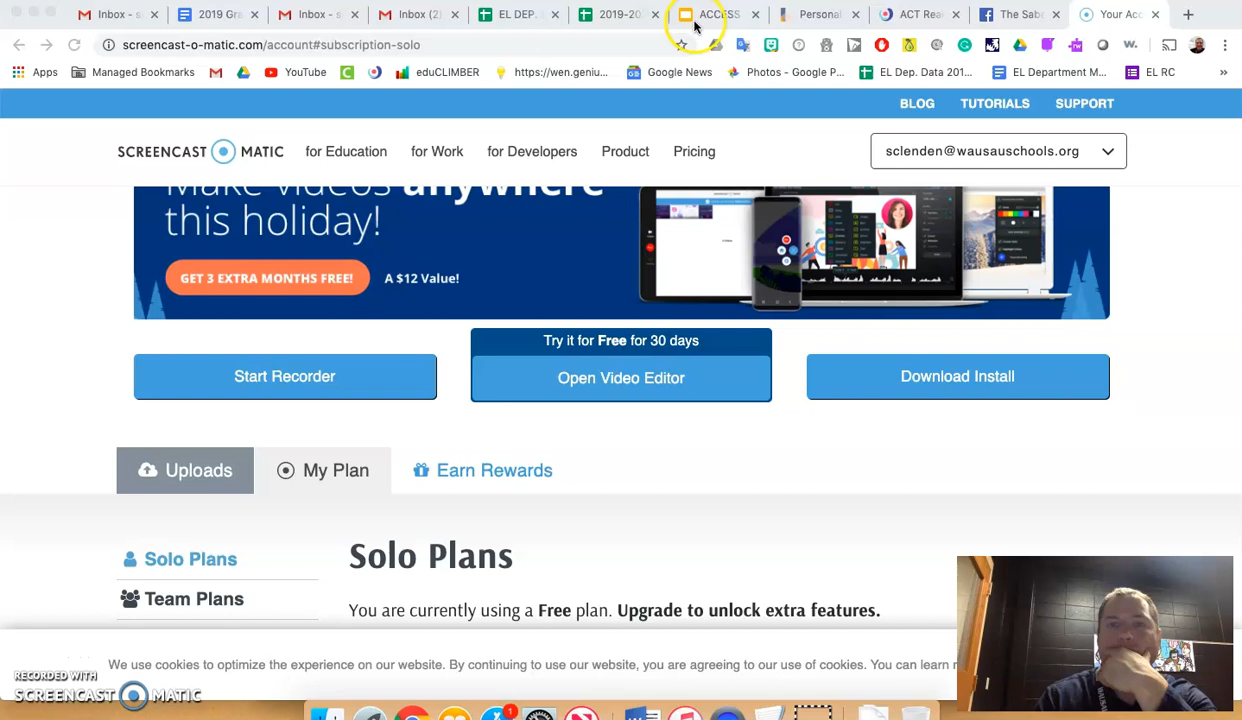 Inbox - s
2019 Gra
Inbox - s
Inbox (2)
EL DEP.
2019-20
ACCESS
Personal
ACT Rea
The Sab
Your Acc
screencast-o-matic.com/account#subscription-solo
Apps
Managed Bookmarks
YouTube
eduCLIMBER
https://wen.geniu...
Google News
Photos - Google P...
EL Dep. Data 201...
EL Department M...
EL RC
»
BLOG
TUTORIALS
SUPPORT
SCREENCAST MATIC
for Education
for Work
for Developers
Product
Pricing
sclenden@wausauschools.org
Make videos anywhere
this holiday!
GET 3 EXTRA MONTHS FREE!
A $12 Value!
Try it for Free for 30 days
Start Recorder
Open Video Editor
Download Install
Uploads
My Plan
Earn Rewards
Solo Plans
Team Plans
Solo Plans
You are currently using a Free plan. Upgrade to unlock extra features.
We use cookies to optimize the experience on our website. By continuing to use our website, you are agreeing to our use of cookies. You can learn
RECORDED WITH
SCREENCAST MATIC
1